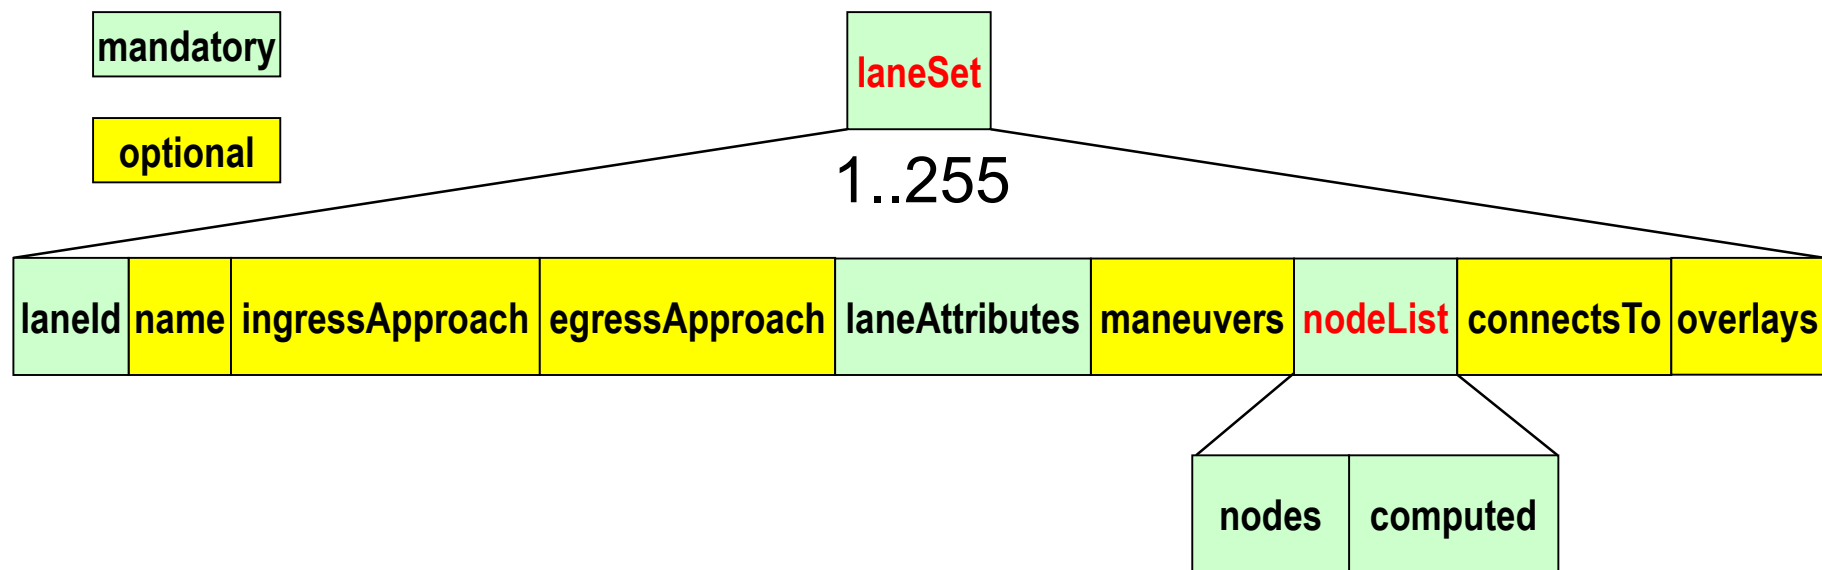 mandatory
laneSet
optional
1..255
laneId name ingressApproach egressApproach laneAttributes maneuvers nodeList connectsTo overlays
nodes computed